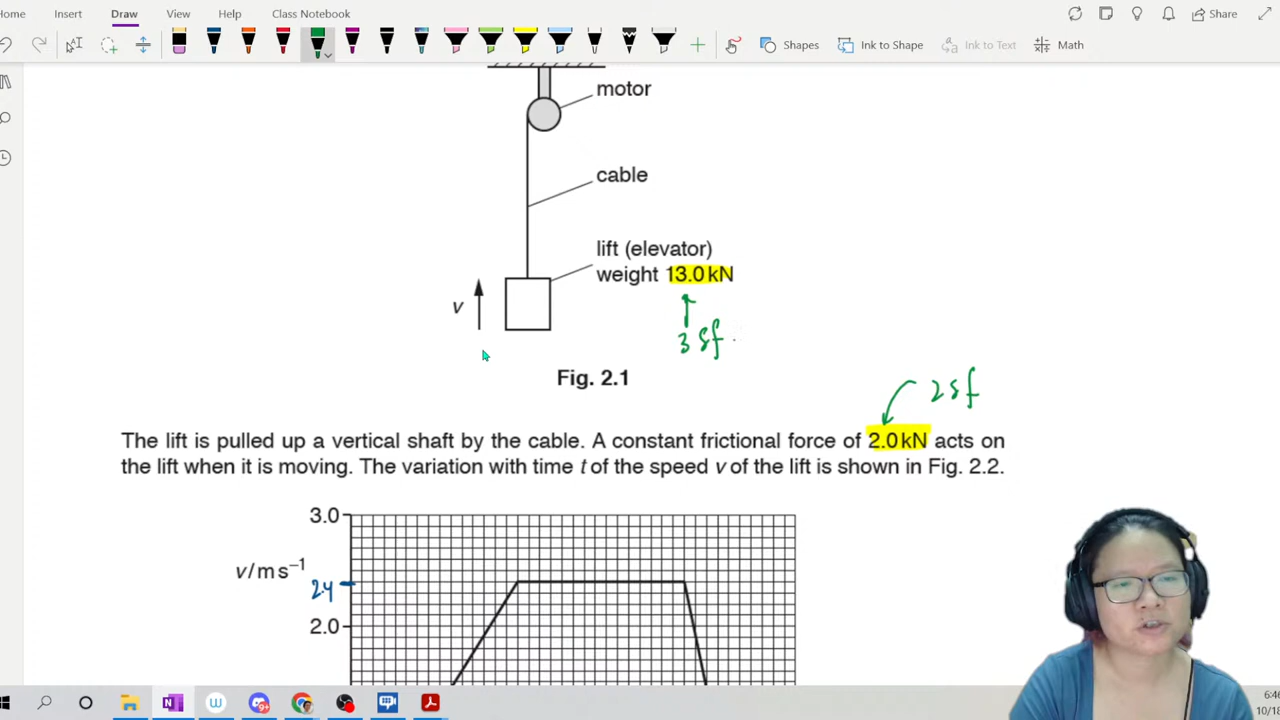 Home Insert Draw View Help Class Notebook Share
Shapes Ink to Shape Ink to Text Math
motor
cable
lift (elevator)
weight 13.0 kN
v
3 sf
Fig. 2.1
2 sf
The lift is pulled up a vertical shaft by the cable. A constant frictional force of 2.0 kN acts on
the lift when it is moving. The variation with time t of the speed v of the lift is shown in Fig. 2.2.
3.0
v/m s⁻¹
2.4
2.0
6:46
10/18